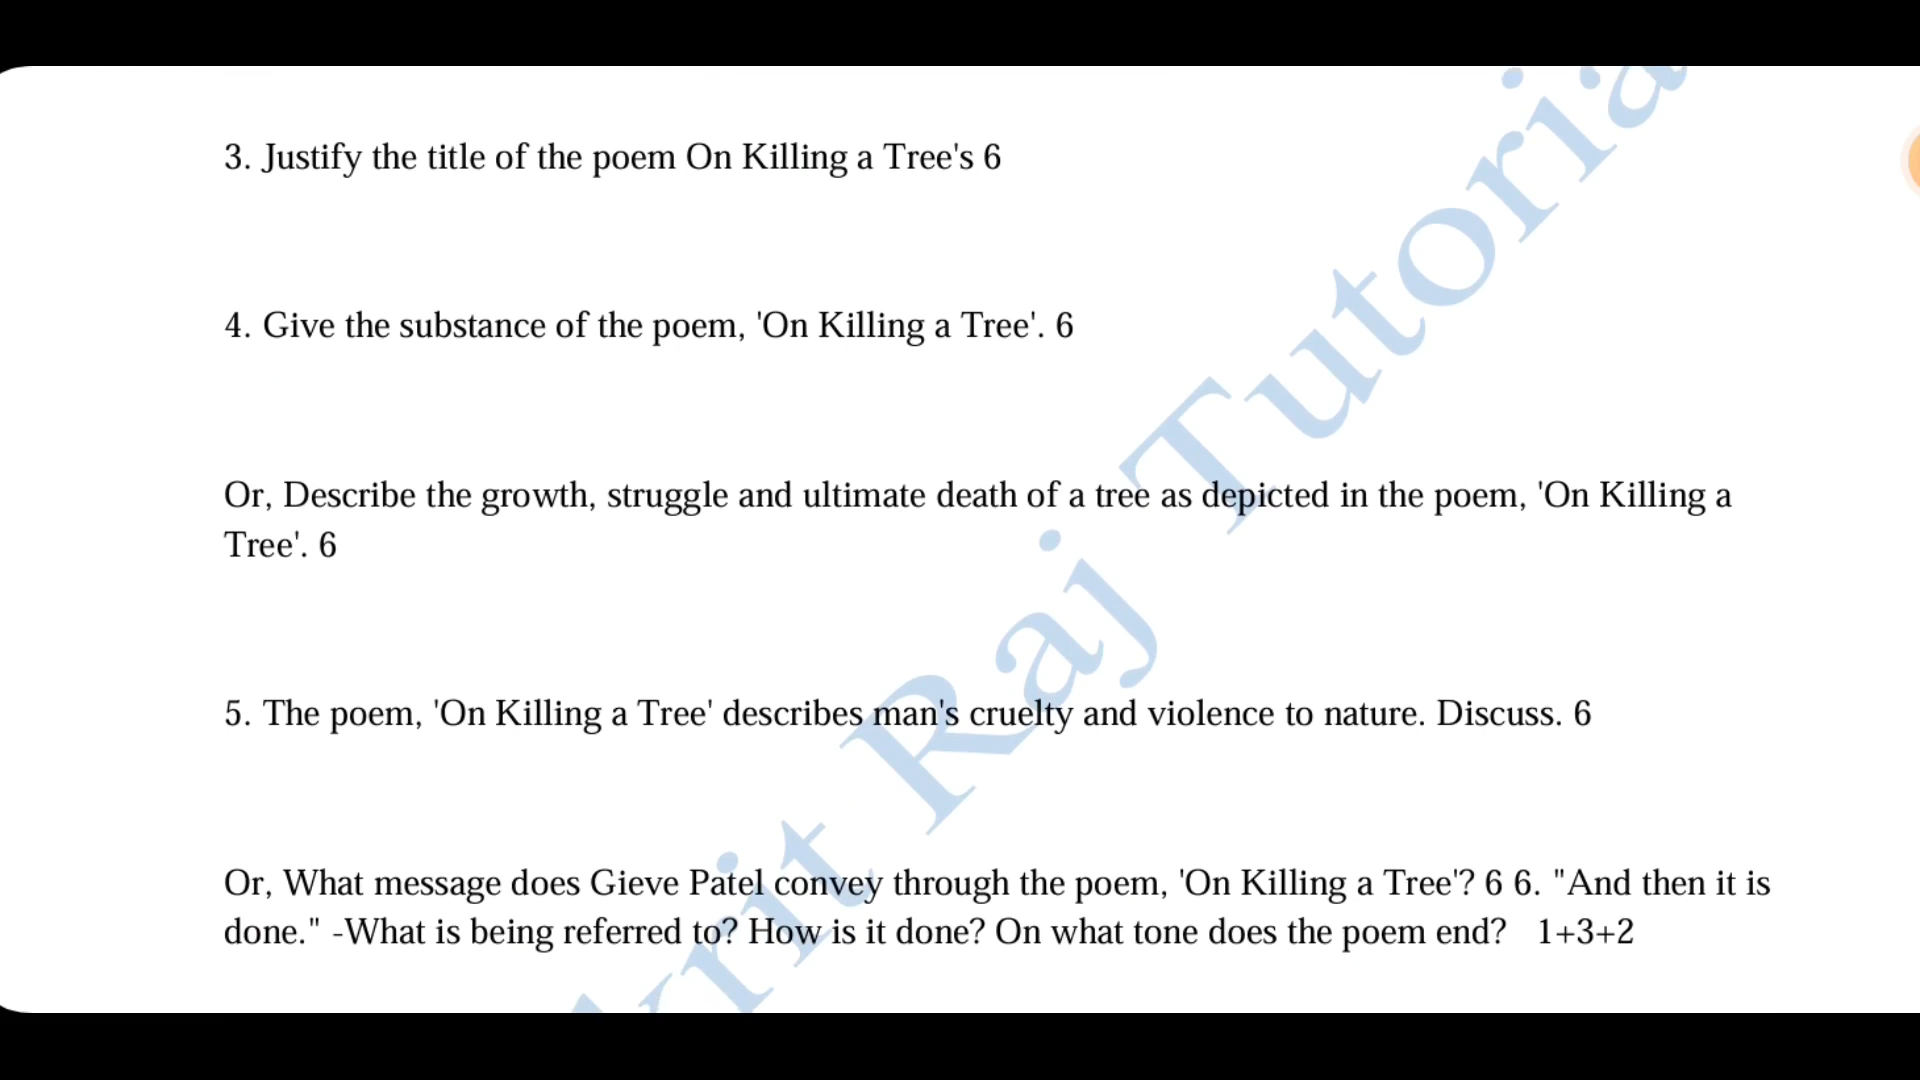 3. Justify the title of the poem On Killing a Tree's 6
4. Give the substance of the poem, 'On Killing a Tree'. 6
Or, Describe the growth, struggle and ultimate death of a tree as depicted in the poem, 'On Killing a
Tree'. 6
5. The poem, 'On Killing a Tree' describes man's cruelty and violence to nature. Discuss. 6
Or, What message does Gieve Patel convey through the poem, 'On Killing a Tree'? 6 6. "And then it is
done." -What is being referred to? How is it done? On what tone does the poem end? 1+3+2
Raj